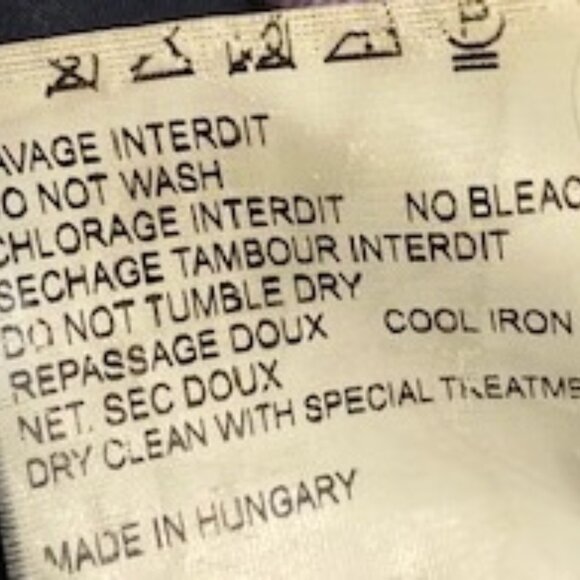 AVAGE INTERDIT
O NOT WASH
CHLORAGE INTERDIT NO BLEAC
SECHAGE TAMBOUR INTERDIT
DO NOT TUMBLE DRY
REPASSAGE DOUX COOL IRON
NET. SEC DOUX
DRY CLEAN WITH SPECIAL TREATME
MADE IN HUNGARY